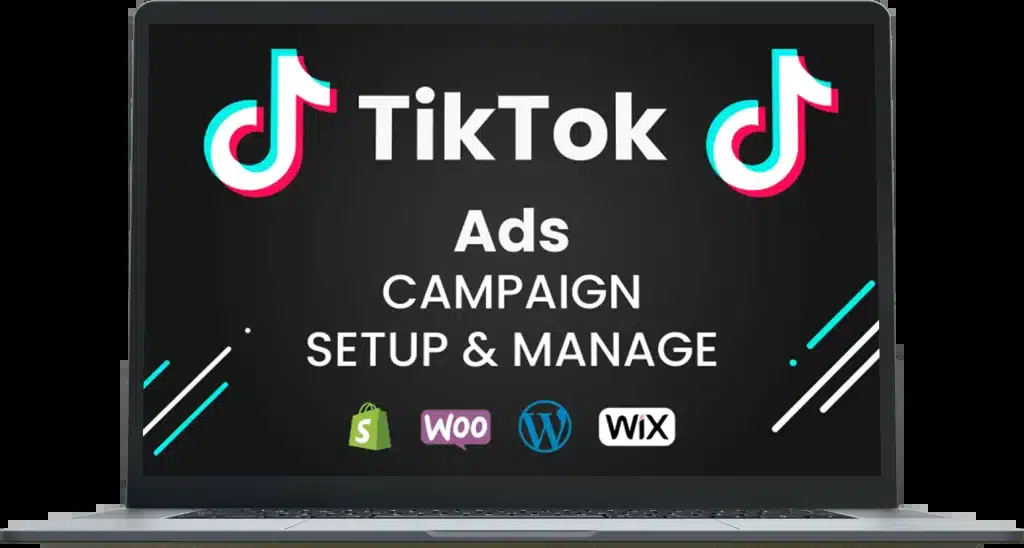 TikTok
Ads
CAMPAIGN
SETUP & MANAGE
S WOO W WiX